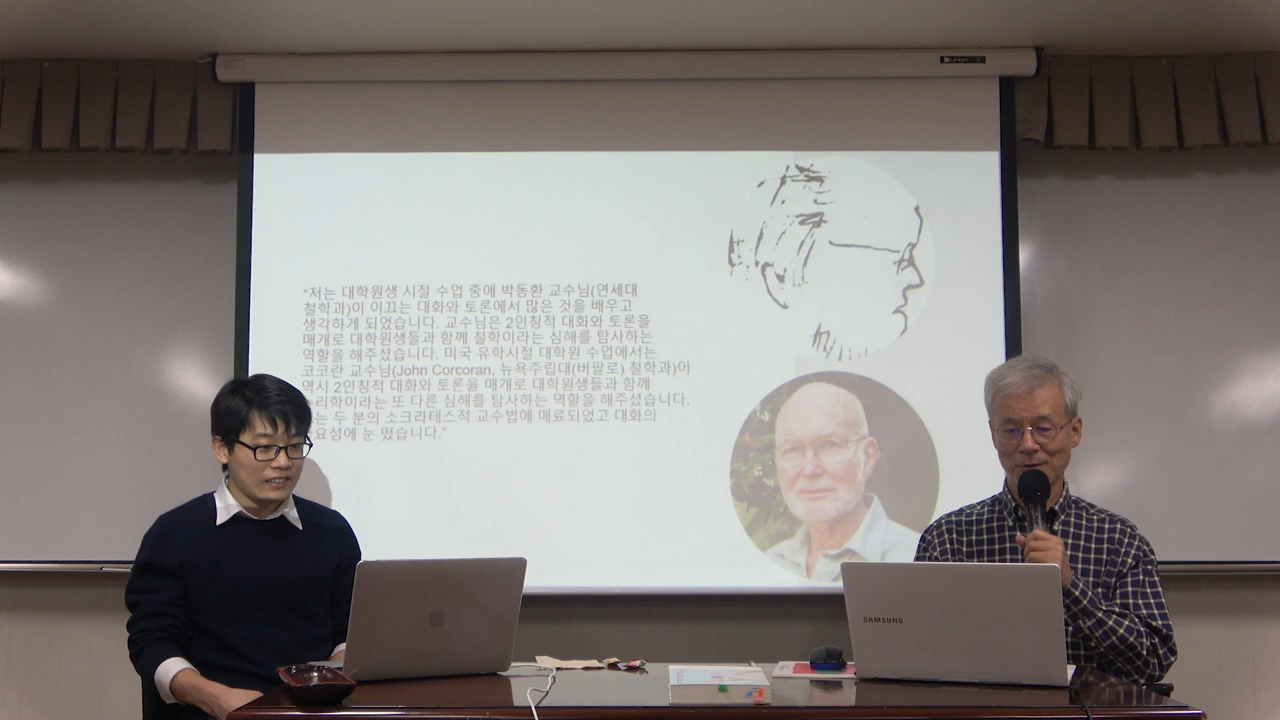 union
"저는 대학원생 시절 수업 중에 박동환 교수님(연세대
철학과)이 이끄는 대화와 토론에서 많은 것을 배우고
생각하게 되었습니다. 교수님은 2인칭적 대화와 토론을
매개로 대학원생들과 함께 철학이라는 심해를 탐사하는
역할을 해주셨습니다. 미국 유학시절 대학원 수업에서는
코코란 교수님(John Corcoran, 뉴욕주립대(버팔로) 철학과)이
역시 2인칭적 대화와 토론을 매개로 대학원생들과 함께
논리학이라는 또 다른 심해를 탐사하는 역할을 해주셨습니다.
는 두 분의 소크라테스적 교수법에 매료되었고 대화의
요성에 눈 떴습니다."
SAMSUNG